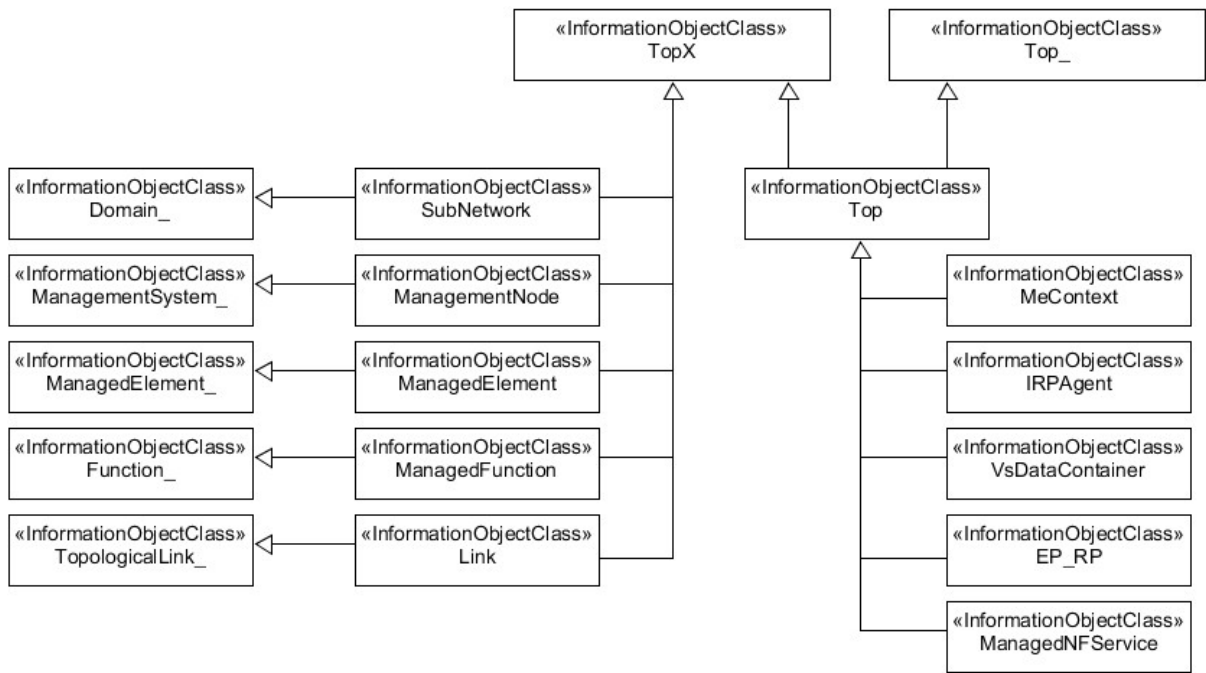 «InformationObjectClass»
TopX
«InformationObjectClass»
Top_
«InformationObjectClass»
Domain_
«InformationObjectClass»
SubNetwork
«InformationObjectClass»
Top
«InformationObjectClass»
ManagementSystem_
«InformationObjectClass»
ManagementNode
«InformationObjectClass»
MeContext
«InformationObjectClass»
ManagedElement_
«InformationObjectClass»
ManagedElement
«InformationObjectClass»
IRPAgent
«InformationObjectClass»
Function_
«InformationObjectClass»
ManagedFunction
«InformationObjectClass»
VsDataContainer
«InformationObjectClass»
TopologicalLink_
«InformationObjectClass»
Link
«InformationObjectClass»
EP_RP
«InformationObjectClass»
ManagedNFService